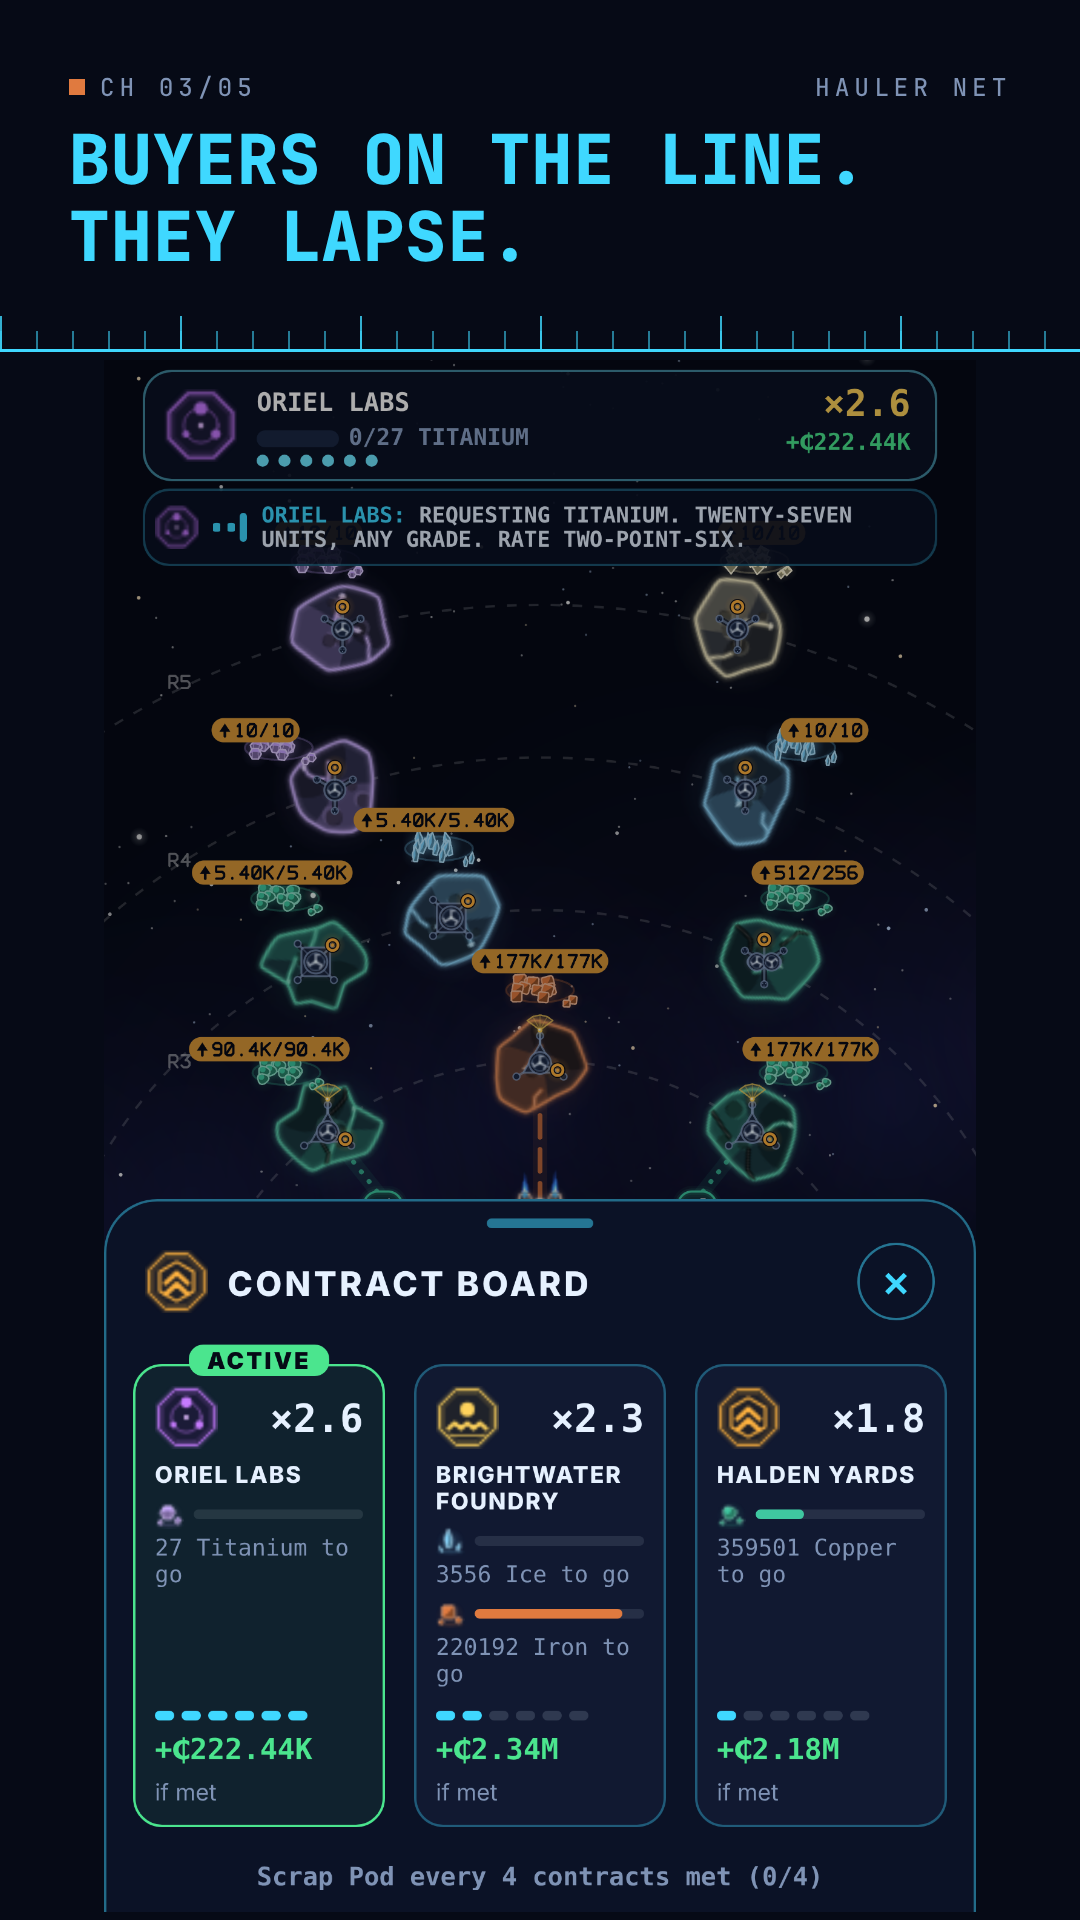 CH 03/05
HAULER NET
BUYERS ON THE LINE.
THEY LAPSE.
ORIEL LABS
×2.6
0/27 TITANIUM
+₵222.44K
ORIEL LABS: REQUESTING TITANIUM. TWENTY-SEVEN
UNITS, ANY GRADE. RATE TWO-POINT-SIX.
10/10
R5
10/10
10/10
5.40K/5.40K
R4
5.40K/5.40K
512/256
177K/177K
R3
90.4K/90.4K
177K/177K
CONTRACT BOARD
×
ACTIVE
×2.6
ORIEL LABS
27 Titanium to
go
+₵222.44K
if met
×2.3
BRIGHTWATER
FOUNDRY
3556 Ice to go
220192 Iron to
go
+₵2.34M
if met
×1.8
HALDEN YARDS
359501 Copper
to go
+₵2.18M
if met
Scrap Pod every 4 contracts met (0/4)